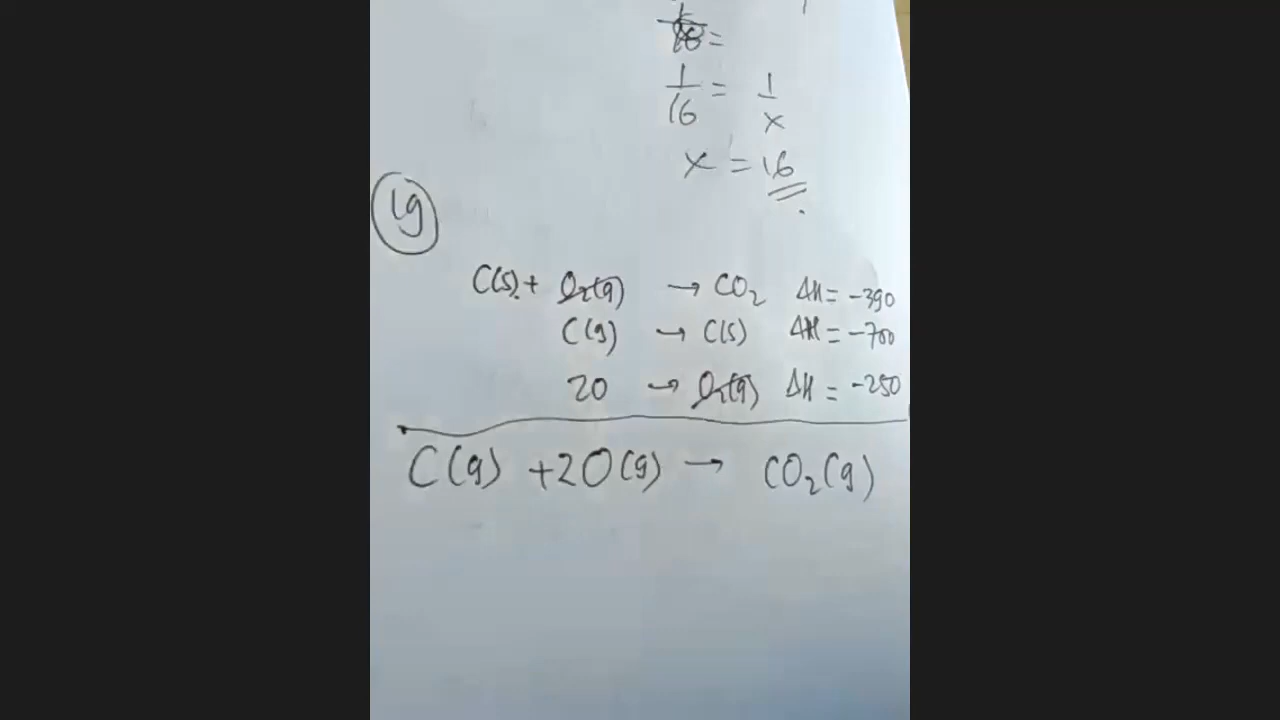 1/16 = 1/x
x = 16
19
C(s) + O₂(g) → CO₂ ΔH = -390
C(g) → C(s) ΔH = -700
2O → O₂(g) ΔH = -250
C(g) + 2O(g) → CO₂(g)